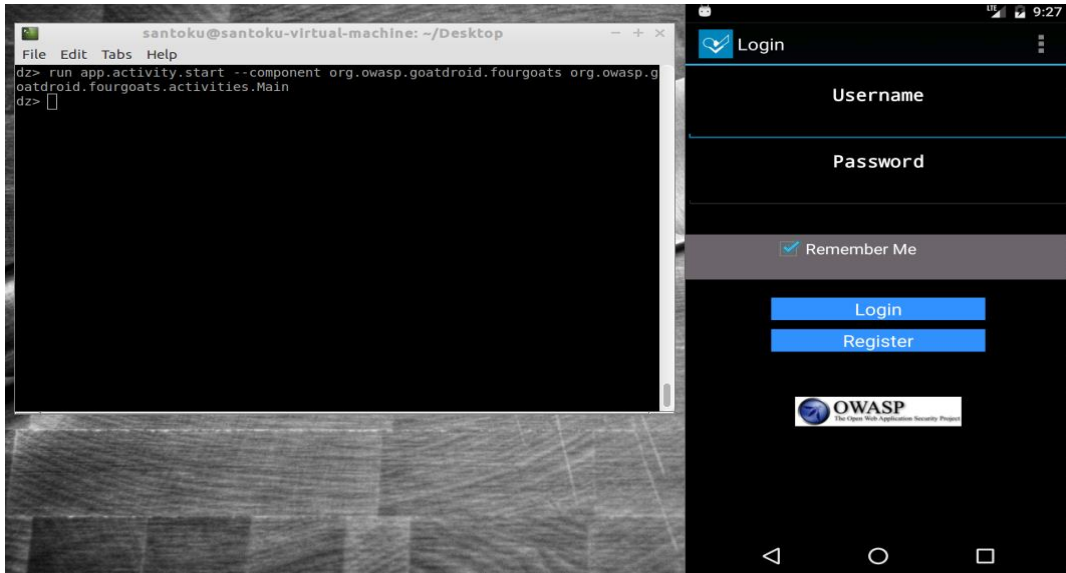 santoku@santoku-virtual-machine: ~/Desktop
File Edit Tabs Help
dz> run app.activity.start --component org.owasp.goatdroid.fourgoats org.owasp.g
oatdroid.fourgoats.activities.Main
dz>
LTE 9:27
Login
Username
Password
Remember Me
Login
Register
OWASP
The Open Web Application Security Project